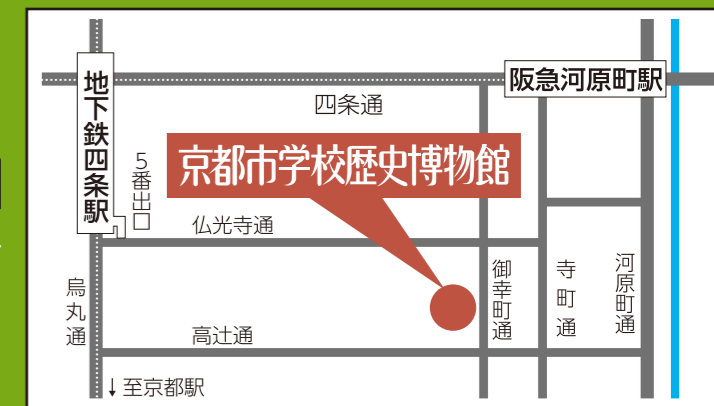 阪急河原町駅
地下鉄四条駅
四条通
5番出口
京都市学校歴史博物館
仏光寺通
御幸町通
寺町通
河原町通
烏丸通
高辻通
↓至京都駅